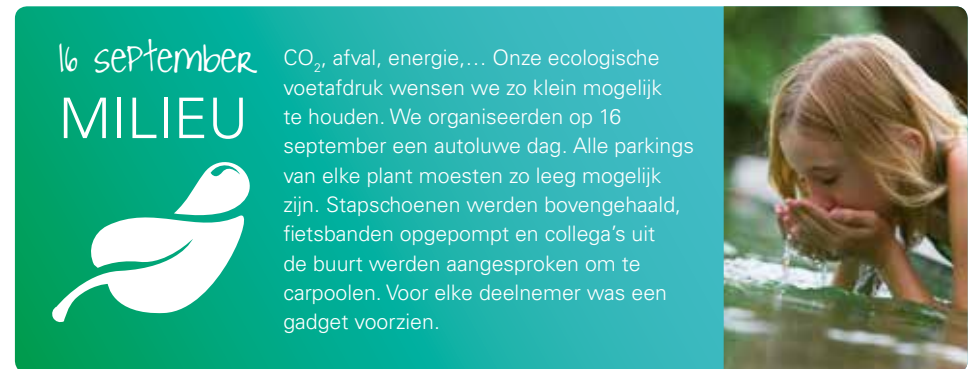 16 september
MILIEU
CO₂, afval, energie,… Onze ecologische
voetafdruk wensen we zo klein mogelijk
te houden. We organiseerden op 16
september een autoluwe dag. Alle parkings
van elke plant moesten zo leeg mogelijk
zijn. Stapschoenen werden bovengehaald,
fietsbanden opgepompt en collega's uit
de buurt werden aangesproken om te
carpoolen. Voor elke deelnemer was een
gadget voorzien.